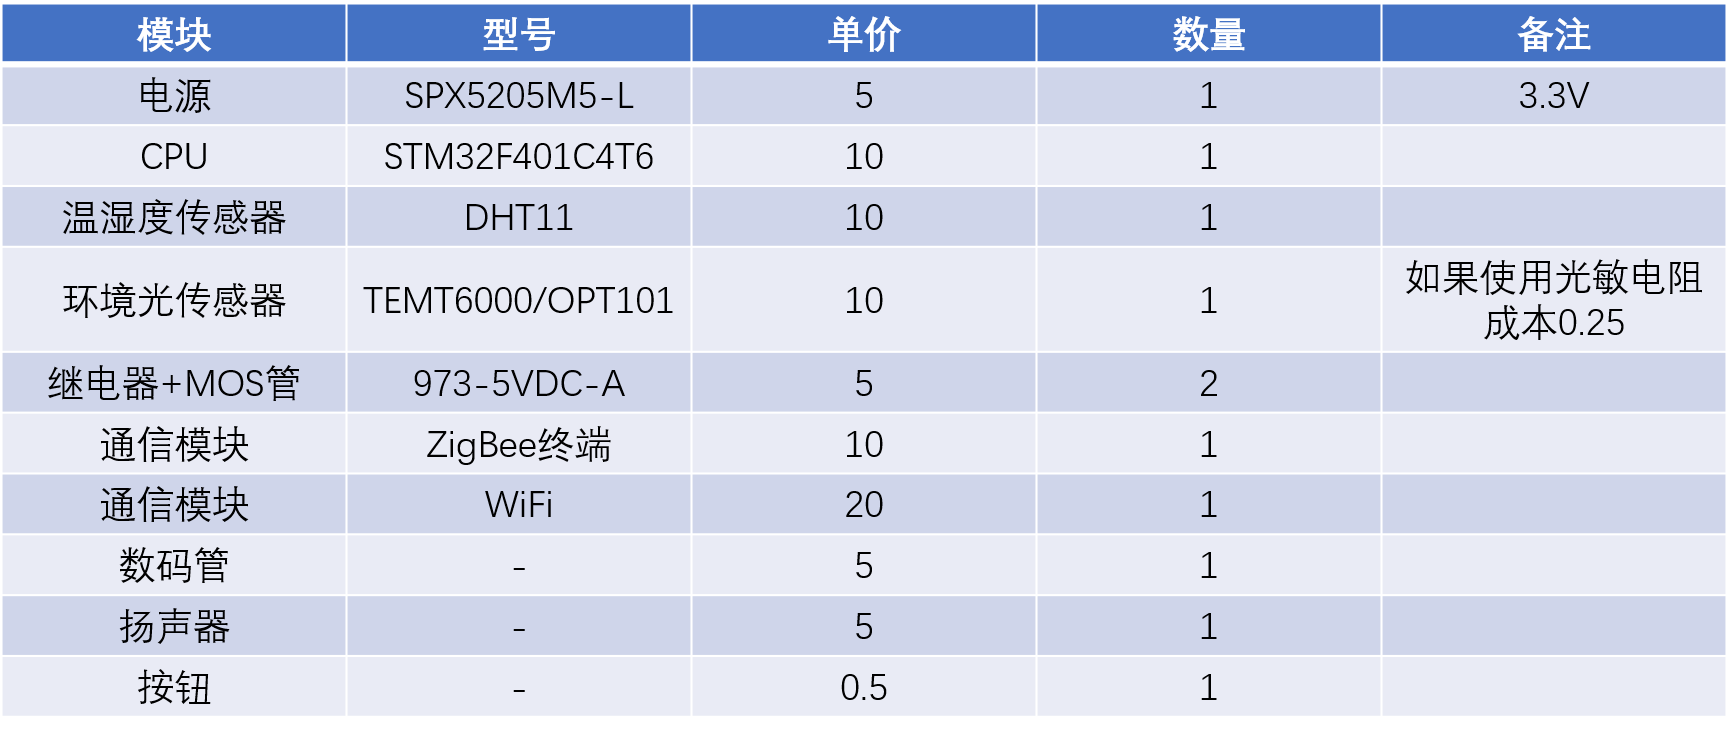 模块 型号 单价 数量 备注
电源 SPX5205M5-L 5 1 3.3V
CPU STM32F401C4T6 10 1
温湿度传感器 DHT11 10 1
环境光传感器 TEMT6000/OPT101 10 1 如果使用光敏电阻
成本0.25
继电器+MOS管 973-5VDC-A 5 2
通信模块 ZigBee终端 10 1
通信模块 WiFi 20 1
数码管 - 5 1
扬声器 - 5 1
按钮 - 0.5 1